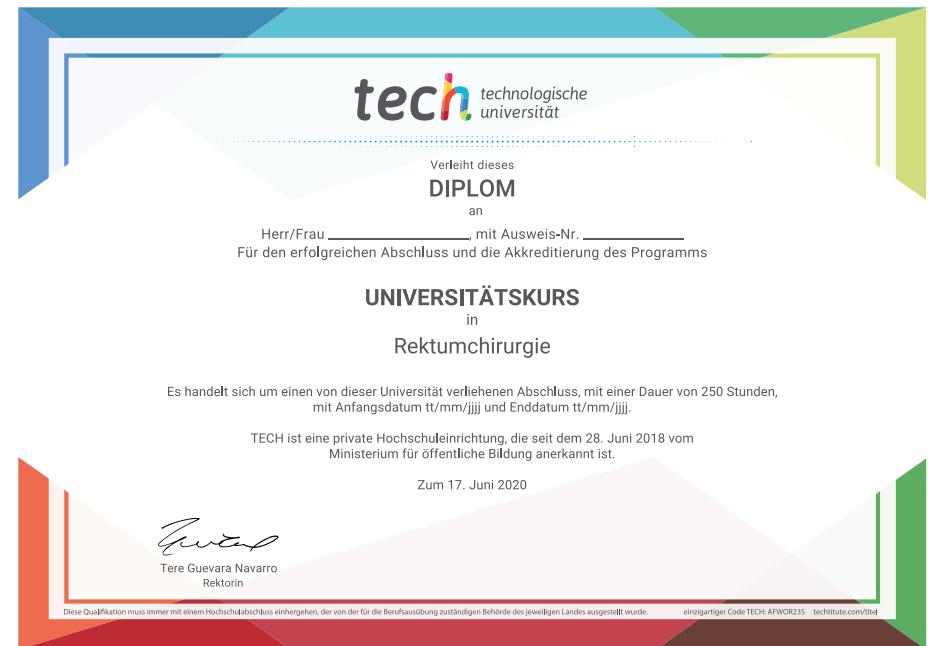 tech technologische
universität
Verleiht dieses
DIPLOM
an
Herr/Frau ____________________, mit Ausweis-Nr. ______________
Für den erfolgreichen Abschluss und die Akkreditierung des Programms
UNIVERSITÄTSKURS
in
Rektumchirurgie
Es handelt sich um einen von dieser Universität verliehenen Abschluss, mit einer Dauer von 250 Stunden,
mit Anfangsdatum tt/mm/jjjj und Enddatum tt/mm/jjjj.
TECH ist eine private Hochschuleinrichtung, die seit dem 28. Juni 2018 vom
Ministerium für öffentliche Bildung anerkannt ist.
Zum 17. Juni 2020
Tere Guevara Navarro
Rektorin
Diese Qualifikation muss immer mit einem Hochschulabschluss einhergehen, der von der für die Berufsausübung zuständigen Behörde des jeweiligen Landes ausgestellt wurde. einzigartiger Code TECH: AFWOR23S techtitute.com/titel